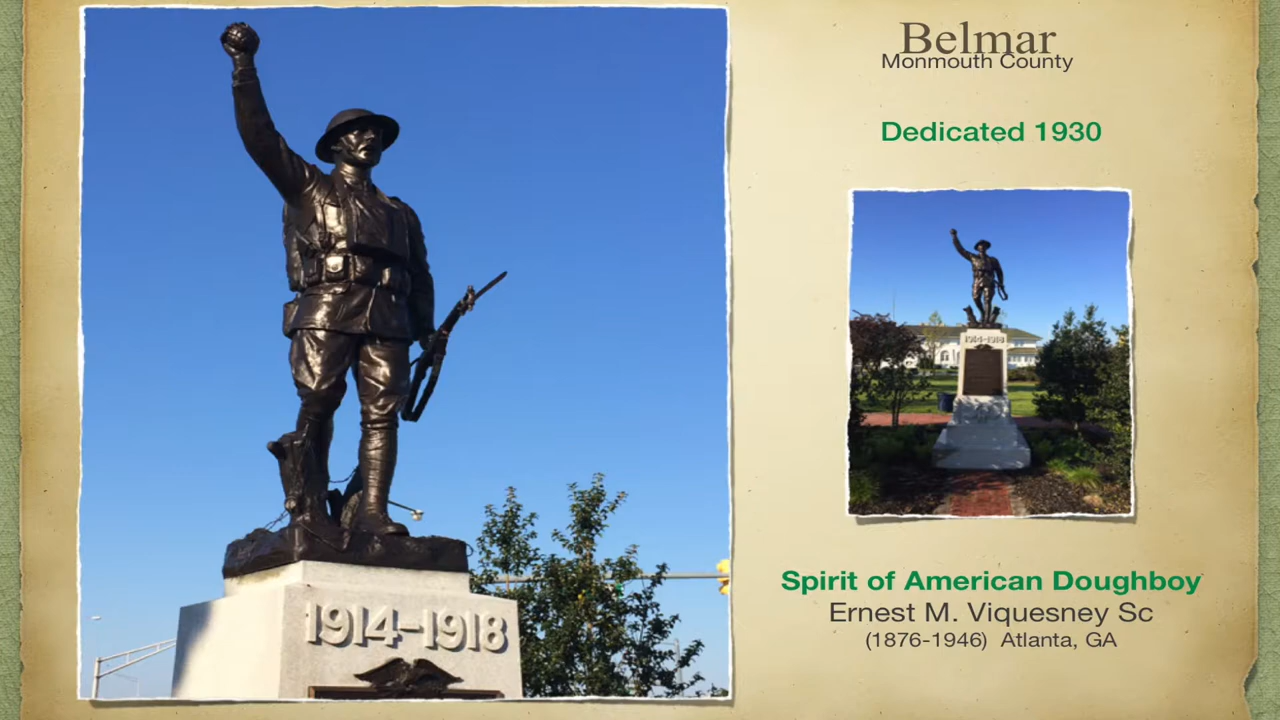 Belmar
Monmouth County
Dedicated 1930
1914-1918
1914-1918
Spirit of American Doughboy
Ernest M. Viquesney Sc
(1876-1946) Atlanta, GA